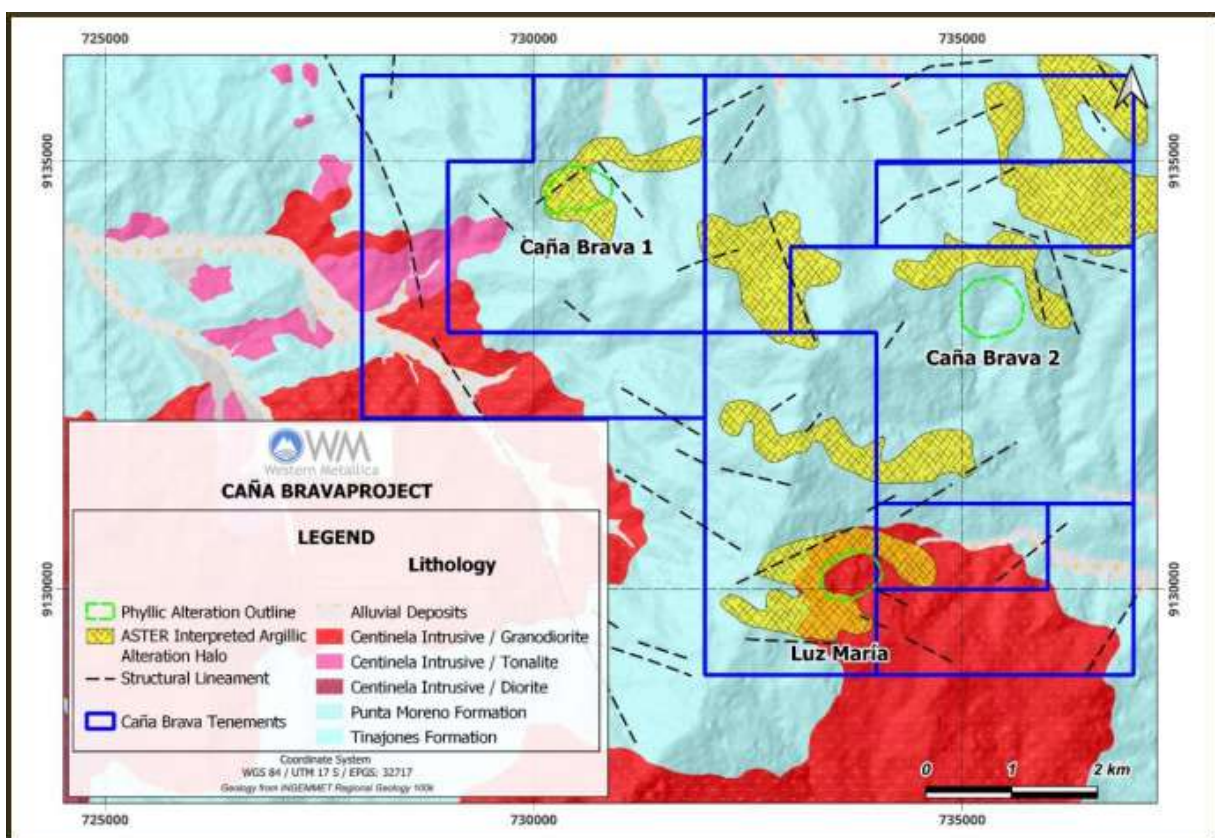 725000
730000
735000
9135000
9135000
Caña Brava 1
Caña Brava 2
WM
Western Metallica
CAÑA BRAVAPROJECT
LEGEND
Lithology
Phyllic Alteration Outline
ASTER Interpreted Argillic
Alteration Halo
Structural Lineament
Caña Brava Tenements
Alluvial Deposits
Centinela Intrusive / Granodiorite
Centinela Intrusive / Tonalite
Centinela Intrusive / Diorite
Punta Moreno Formation
Tinajones Formation
Coordinate System
WGS 84 / UTM 17 S / EPGS: 32717
Geology from INGEMMET Regional Geology 100k
9130000
9130000
Luz María
0 1 2 km
725000
730000
735000